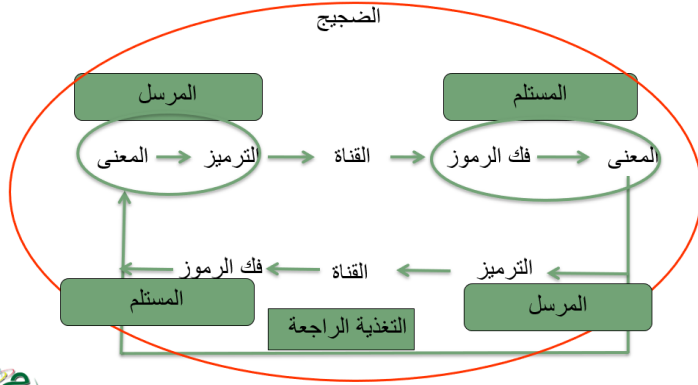 الضجيج
المرسل
المستلم
المعنى
الترميز
القناة
فك الرموز
المعنى
الترميز
القناة
فك الرموز
المرسل
المستلم
التغذية الراجعة